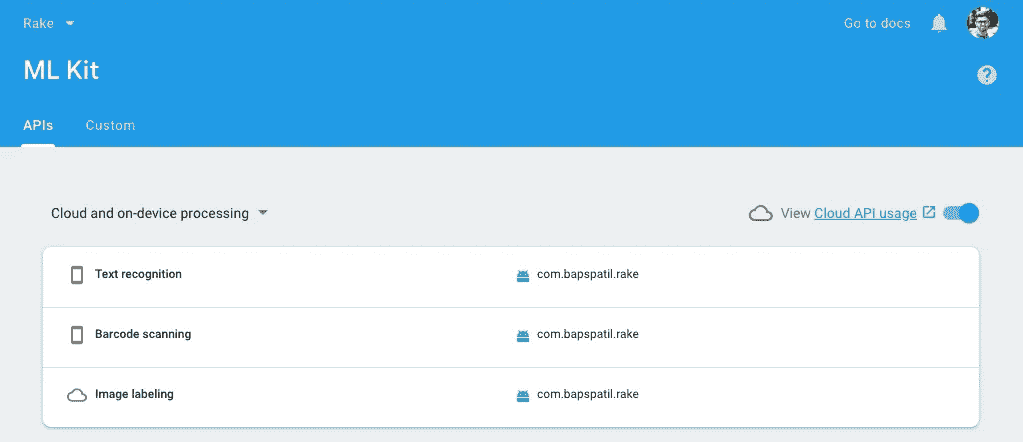 Rake Go to docs
ML Kit
APIs Custom
Cloud and on-device processing View Cloud API usage
Text recognition com.bapspatil.rake
Barcode scanning com.bapspatil.rake
Image labeling com.bapspatil.rake